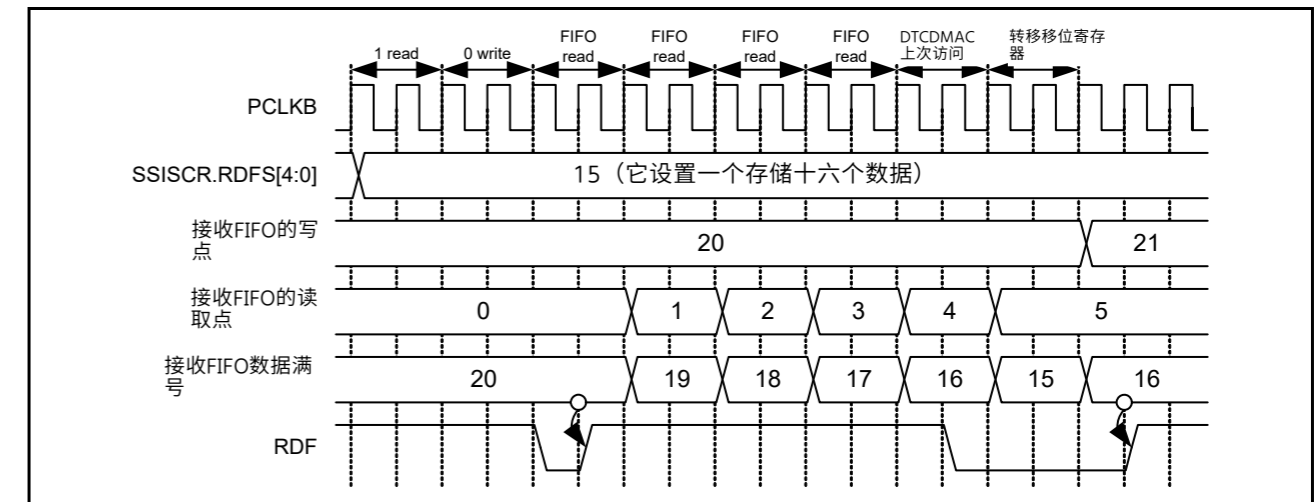 1 read
0 write
FIFO
read
FIFO
read
FIFO
read
FIFO
read
DTCDMAC
上次访问
转移移位寄存
器
PCLKB
SSISCR.RDFS[4:0]
15（它设置一个存储十六个数据）
接收FIFO的写
点
20
21
接收FIFO的读
取点
0
1
2
3
4
5
接收FIFO数据满
号
20
19
18
17
16
15
16
RDF